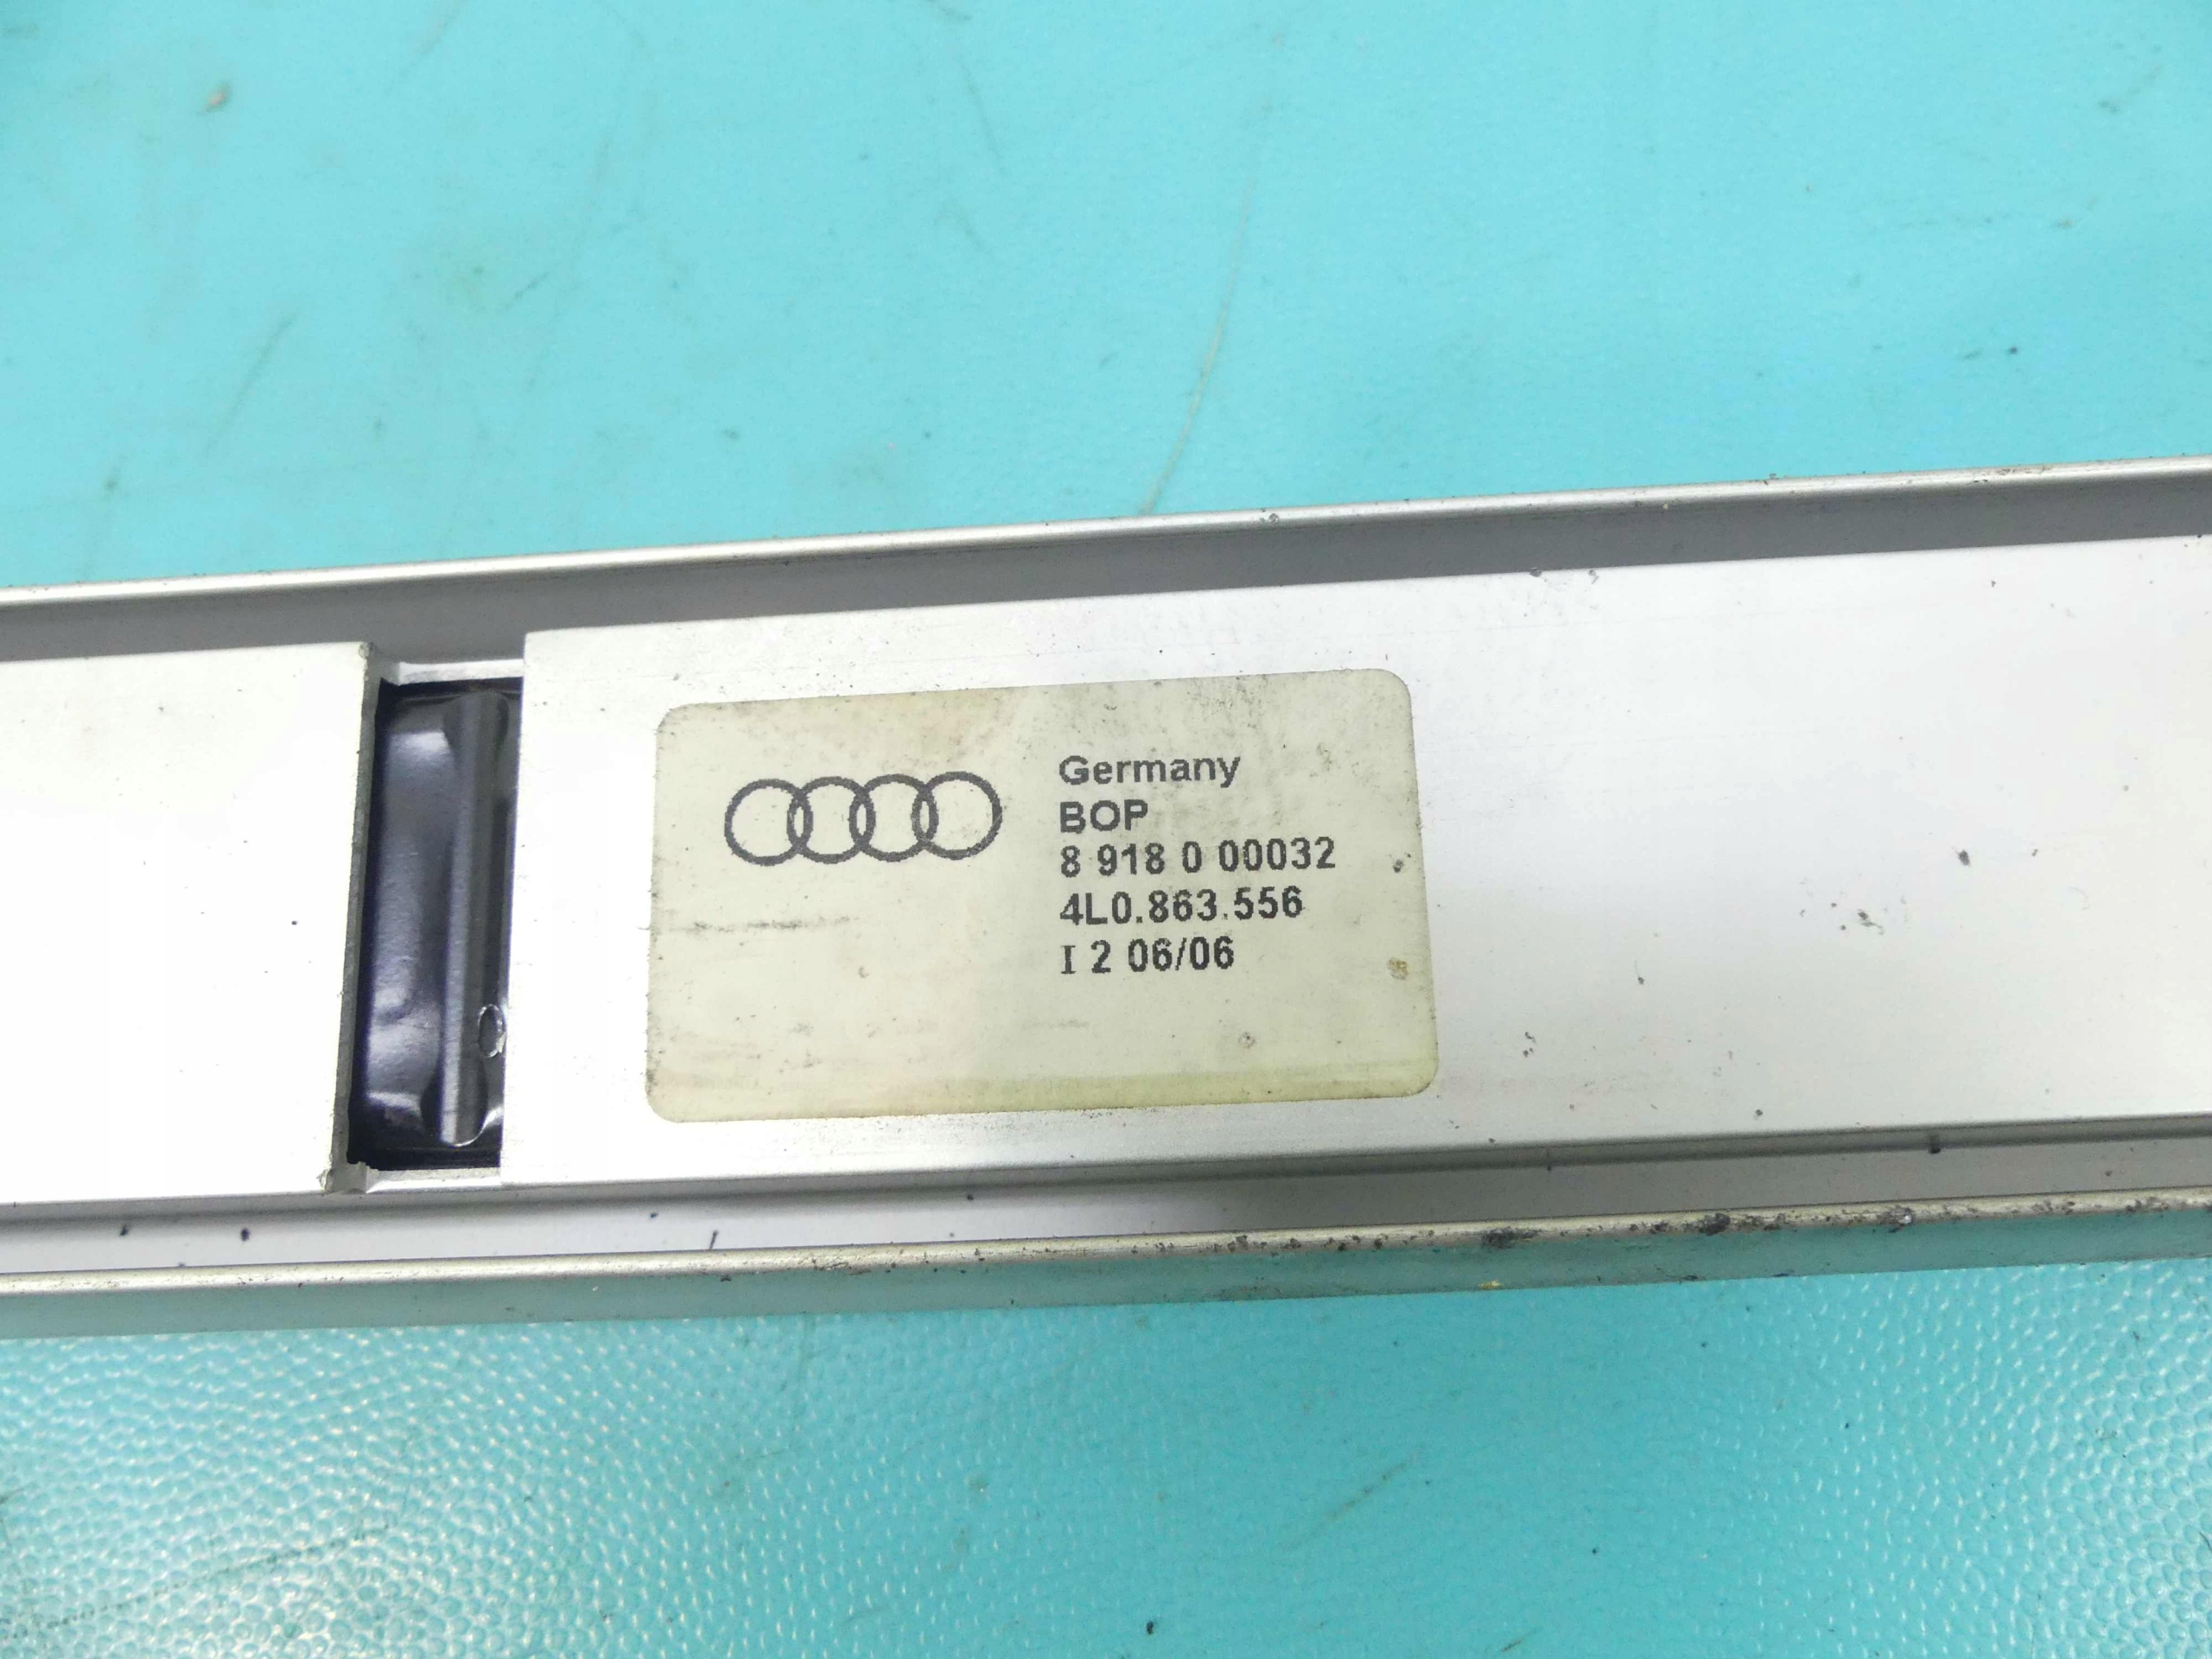 Germany
BOP
8 918 0 00032
4L0.863.556
I 2 06/06